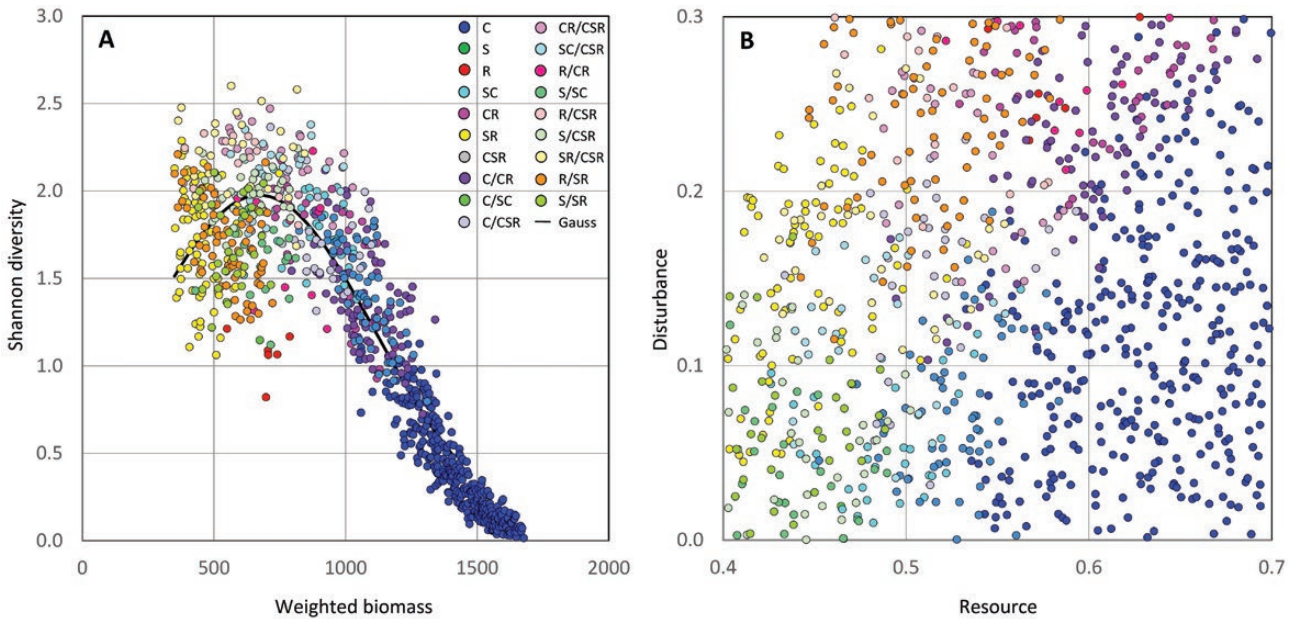 A
3.0
2.5
2.0
1.5
1.0
0.5
0.0
Shannon diversity
0 500 1000 1500 2000
Weighted biomass
C CR/CSR
S SC/CSR
R R/CR
SC S/SC
CR R/CSR
SR S/CSR
CSR SR/CSR
C/CR R/SR
C/SC S/SR
C/CSR Gauss
B
0.3
0.2
0.1
0.0
Disturbance
0.4 0.5 0.6 0.7
Resource